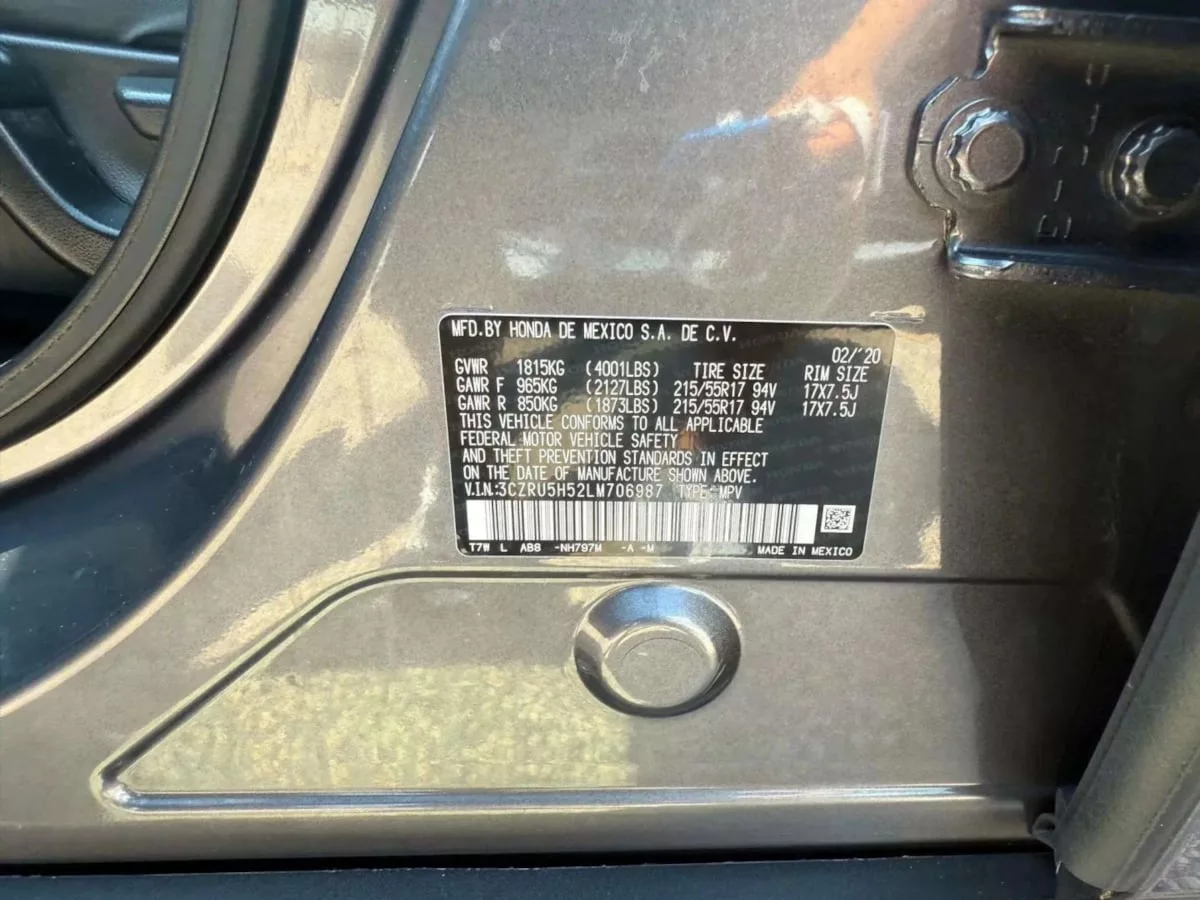 MFD.BY HONDA DE MEXICO S.A. DE C.V.
02/'20
GVWR 1815KG (4001LBS) TIRE SIZE RIM SIZE
GAWR F 965KG (2127LBS) 215/55R17 94V 17X7.5J
GAWR R 850KG (1873LBS) 215/55R17 94V 17X7.5J
THIS VEHICLE CONFORMS TO ALL APPLICABLE
FEDERAL MOTOR VEHICLE SAFETY
AND THEFT PREVENTION STANDARDS IN EFFECT
ON THE DATE OF MANUFACTURE SHOWN ABOVE.
V.I.N:3CZRU5H52LM706987 TYPE:MPV
T7W L AB8 -NH797M -A -M MADE IN MEXICO